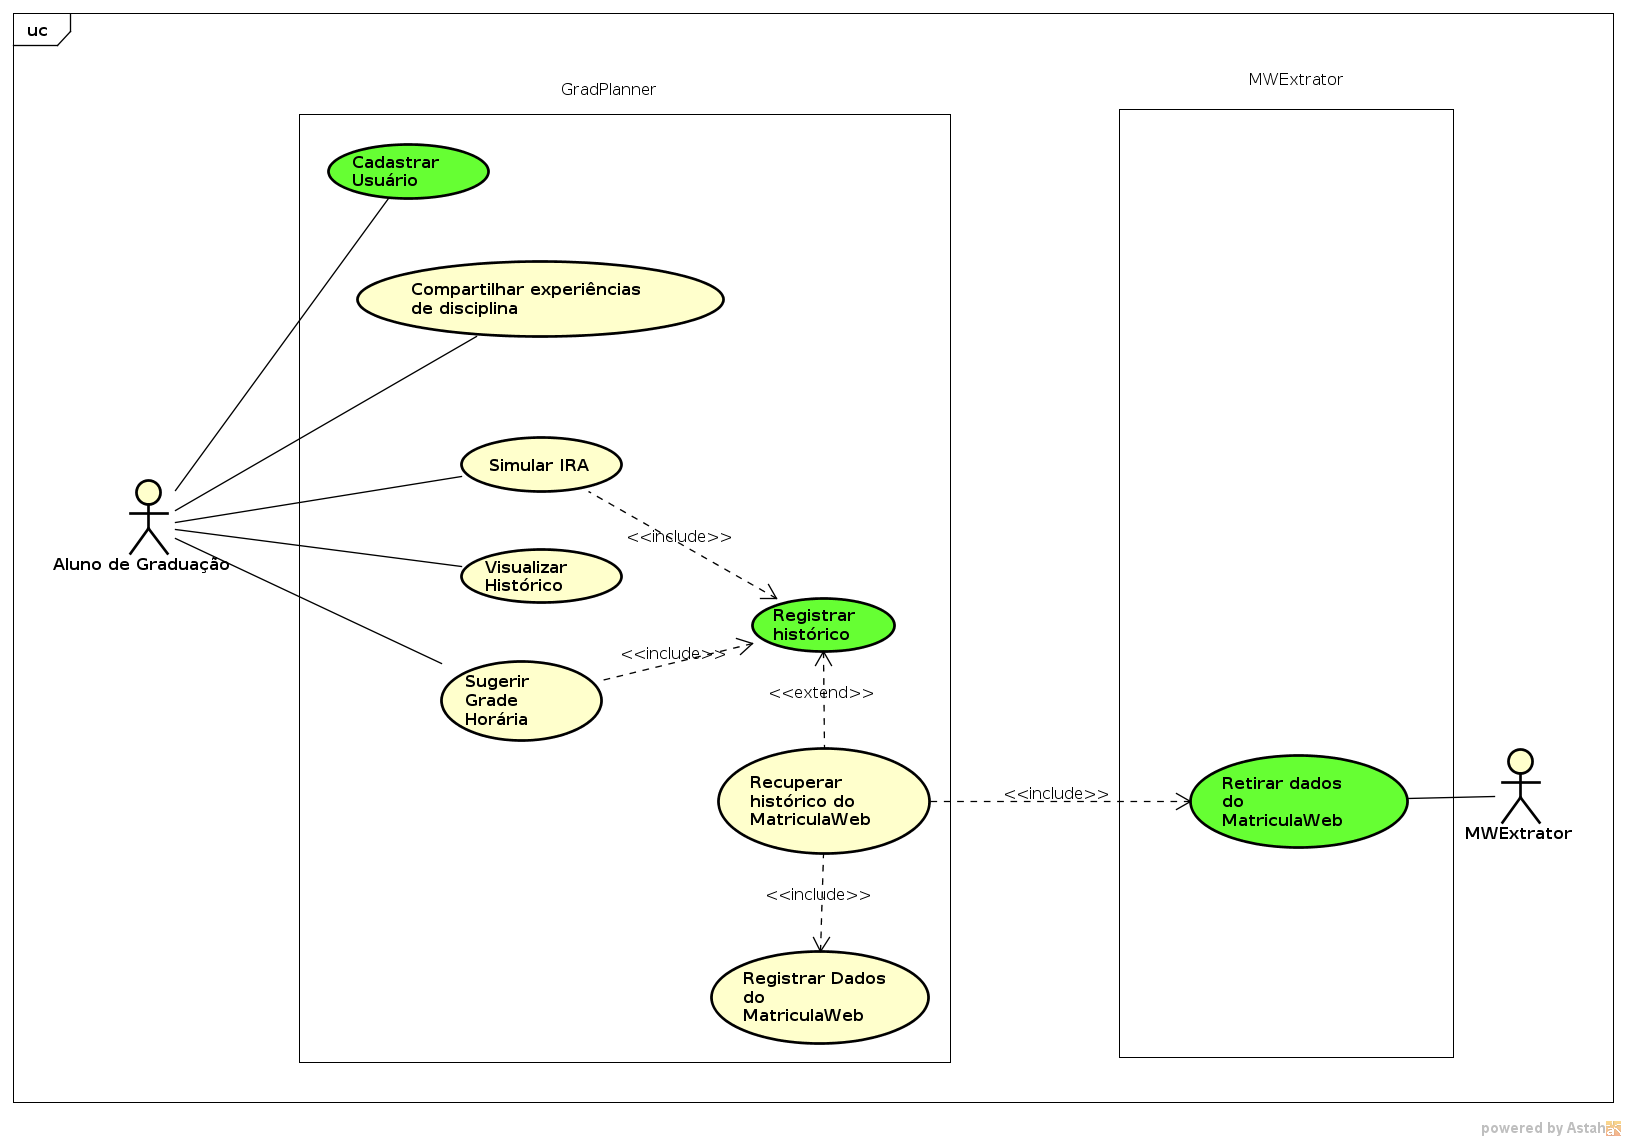 uc
GradPlanner
MWExtrator
Cadastrar
Usuário
Compartilhar experiências
de disciplina
Simular IRA
<<include>>
Aluno de Graduação
Visualizar
Histórico
Registrar
histórico
<<include>>
Sugerir
Grade
Horária
<<extend>>
Recuperar
histórico do
MatriculaWeb
<<include>>
Retirar dados
do
MatriculaWeb
MWExtrator
<<include>>
Registrar Dados
do
MatriculaWeb
powered by Astah